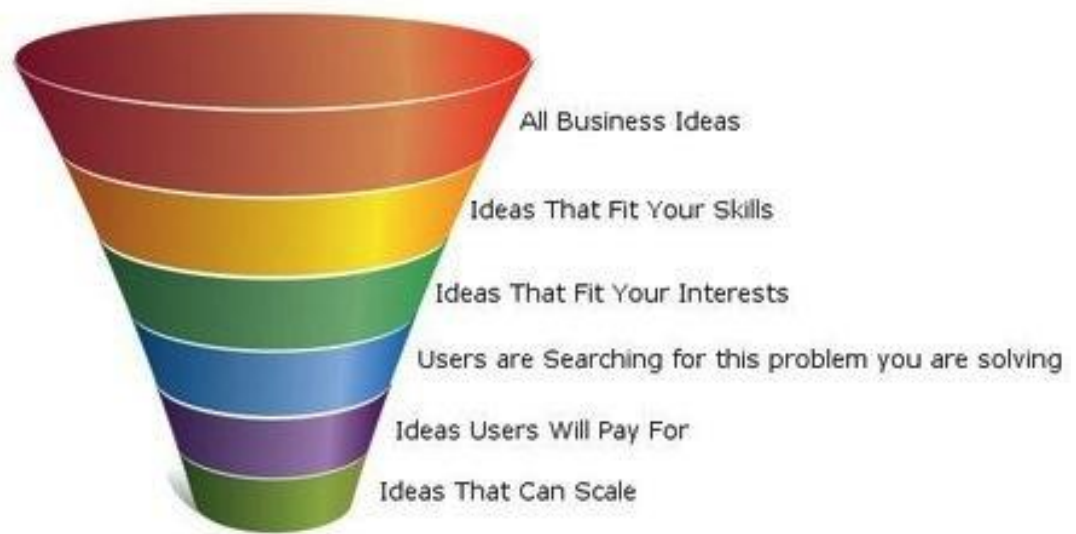 All Business Ideas
Ideas That Fit Your Skills
Ideas That Fit Your Interests
Users are Searching for this problem you are solving
Ideas Users Will Pay For
Ideas That Can Scale